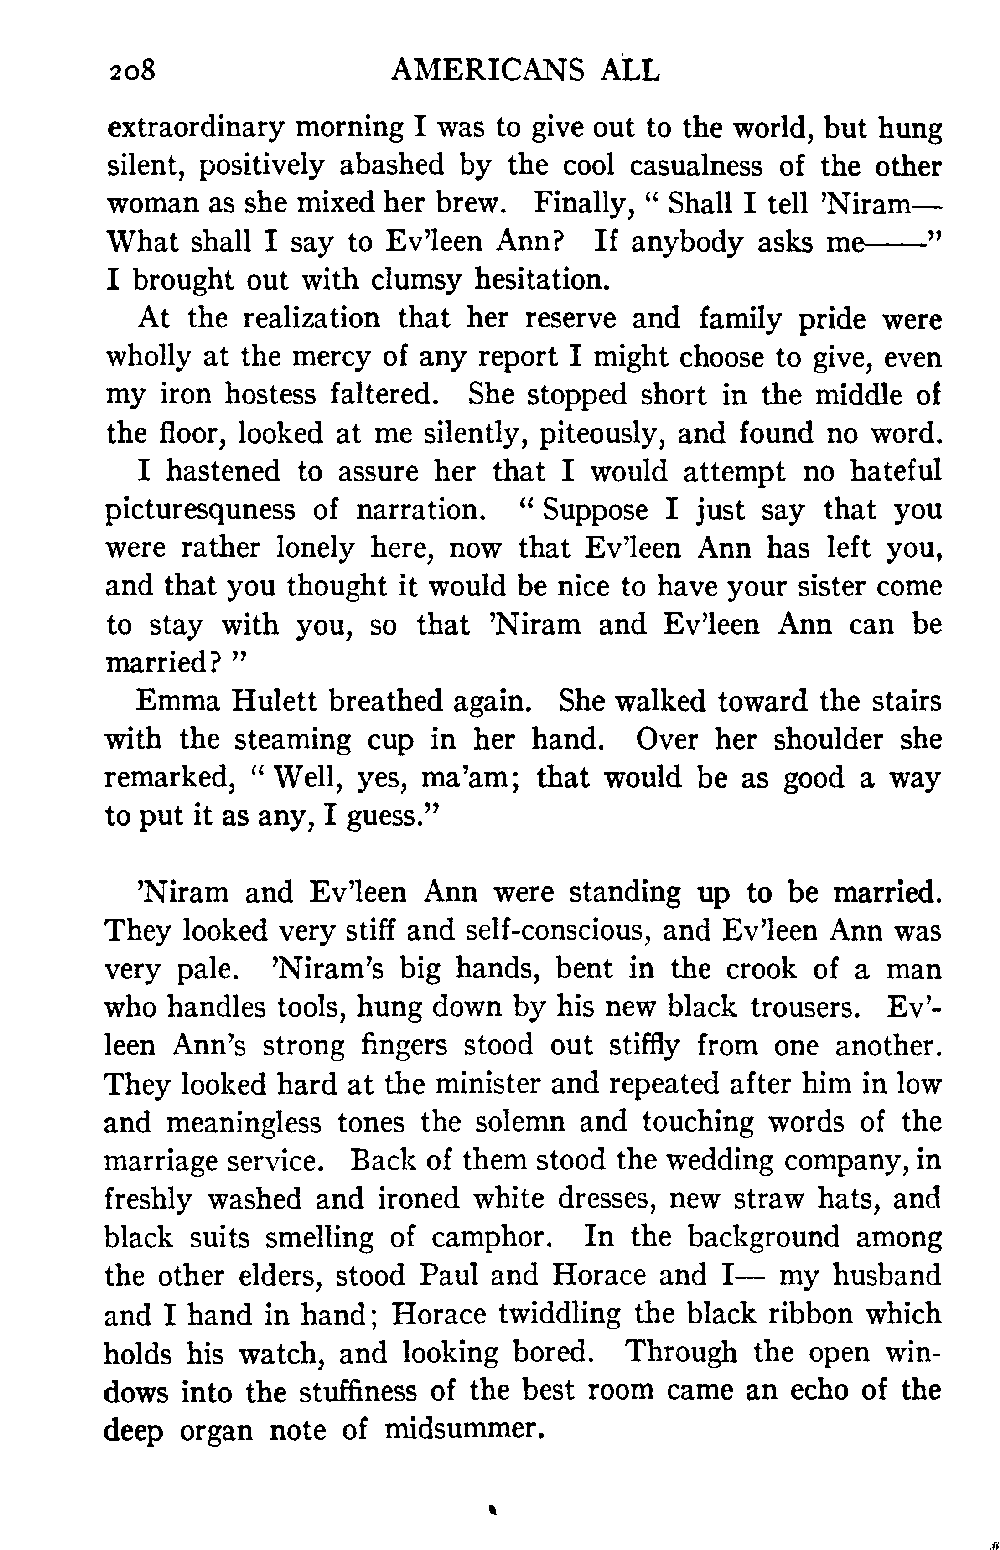 208 AMERICANS ALL
extraordinary morning I was to give out to the world, but hung
silent, positively abashed by the cool casualness of the other
woman as she mixed her brew. Finally, “ Shall I tell ’Niram—
What shall I say to Ev’leen Ann? If anybody asks me——”
I brought out with clumsy hesitation.
At the realization that her reserve and family pride were
wholly at the mercy of any report I might choose to give, even
my iron hostess faltered. She stopped short in the middle of
the floor, looked at me silently, piteously, and found no word.
I hastened to assure her that I would attempt no hateful
picturesquness of narration. “ Suppose I just say that you
were rather lonely here, now that Ev’leen Ann has left you,
and that you thought it would be nice to have your sister come
to stay with you, so that ’Niram and Ev’leen Ann can be
married? ”
Emma Hulett breathed again. She walked toward the stairs
with the steaming cup in her hand. Over her shoulder she
remarked, “ Well, yes, ma’am; that would be as good a way
to put it as any, I guess.”
’Niram and Ev’leen Ann were standing up to be married.
They looked very stiff and self-conscious, and Ev’leen Ann was
very pale. ’Niram’s big hands, bent in the crook of a man
who handles tools, hung down by his new black trousers. Ev’-
leen Ann’s strong fingers stood out stiffly from one another.
They looked hard at the minister and repeated after him in low
and meaningless tones the solemn and touching words of the
marriage service. Back of them stood the wedding company, in
freshly washed and ironed white dresses, new straw hats, and
black suits smelling of camphor. In the background among
the other elders, stood Paul and Horace and I— my husband
and I hand in hand; Horace twiddling the black ribbon which
holds his watch, and looking bored. Through the open win-
dows into the stuffiness of the best room came an echo of the
deep organ note of midsummer.